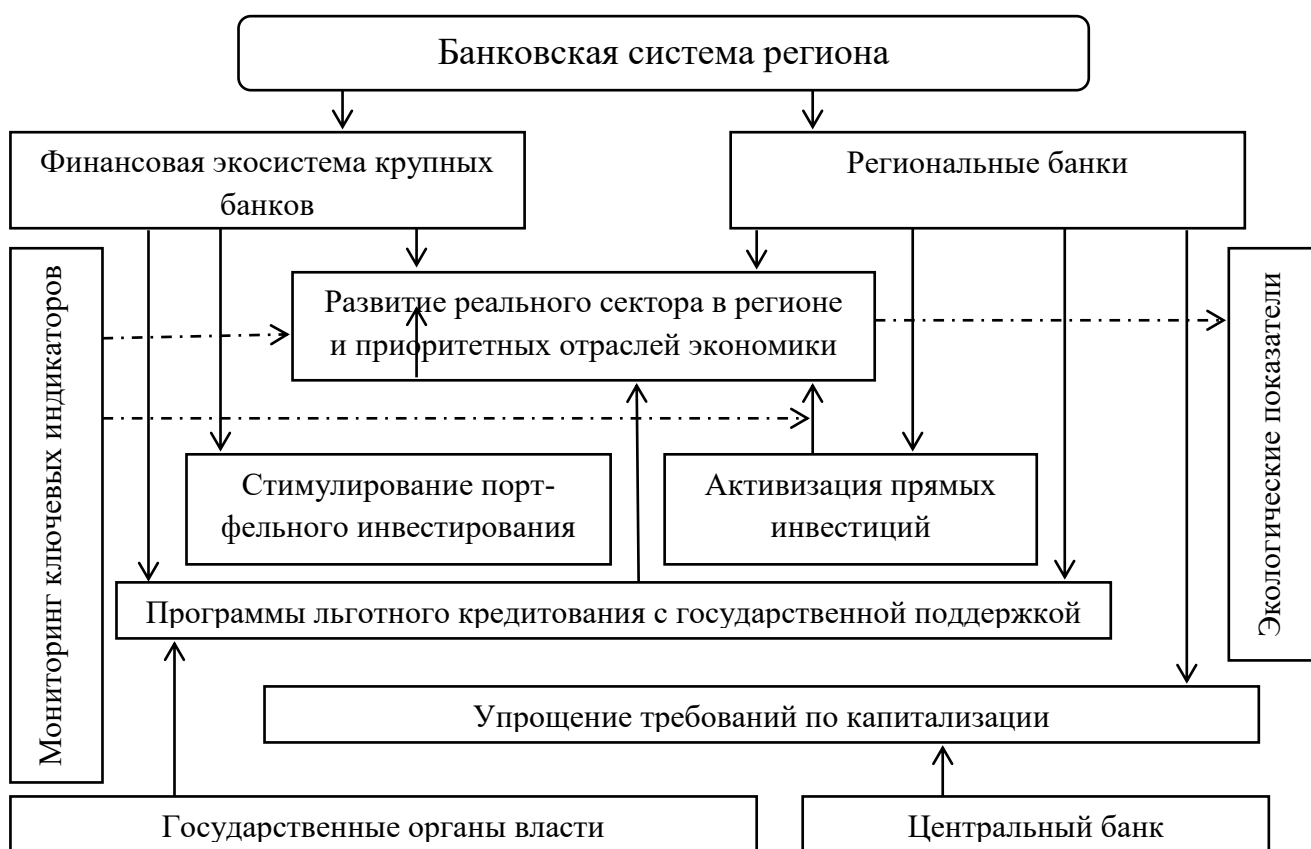 Банковская система региона
Финансовая экосистема крупных
банков
Региональные банки
Мониторинг ключевых индикаторов
Развитие реального сектора в регионе
и приоритетных отраслей экономики
Экологические показатели
Стимулирование порт-
фельного инвестирования
Активизация прямых
инвестиций
Программы льготного кредитования с государственной поддержкой
Упрощение требований по капитализации
Государственные органы власти
Центральный банк